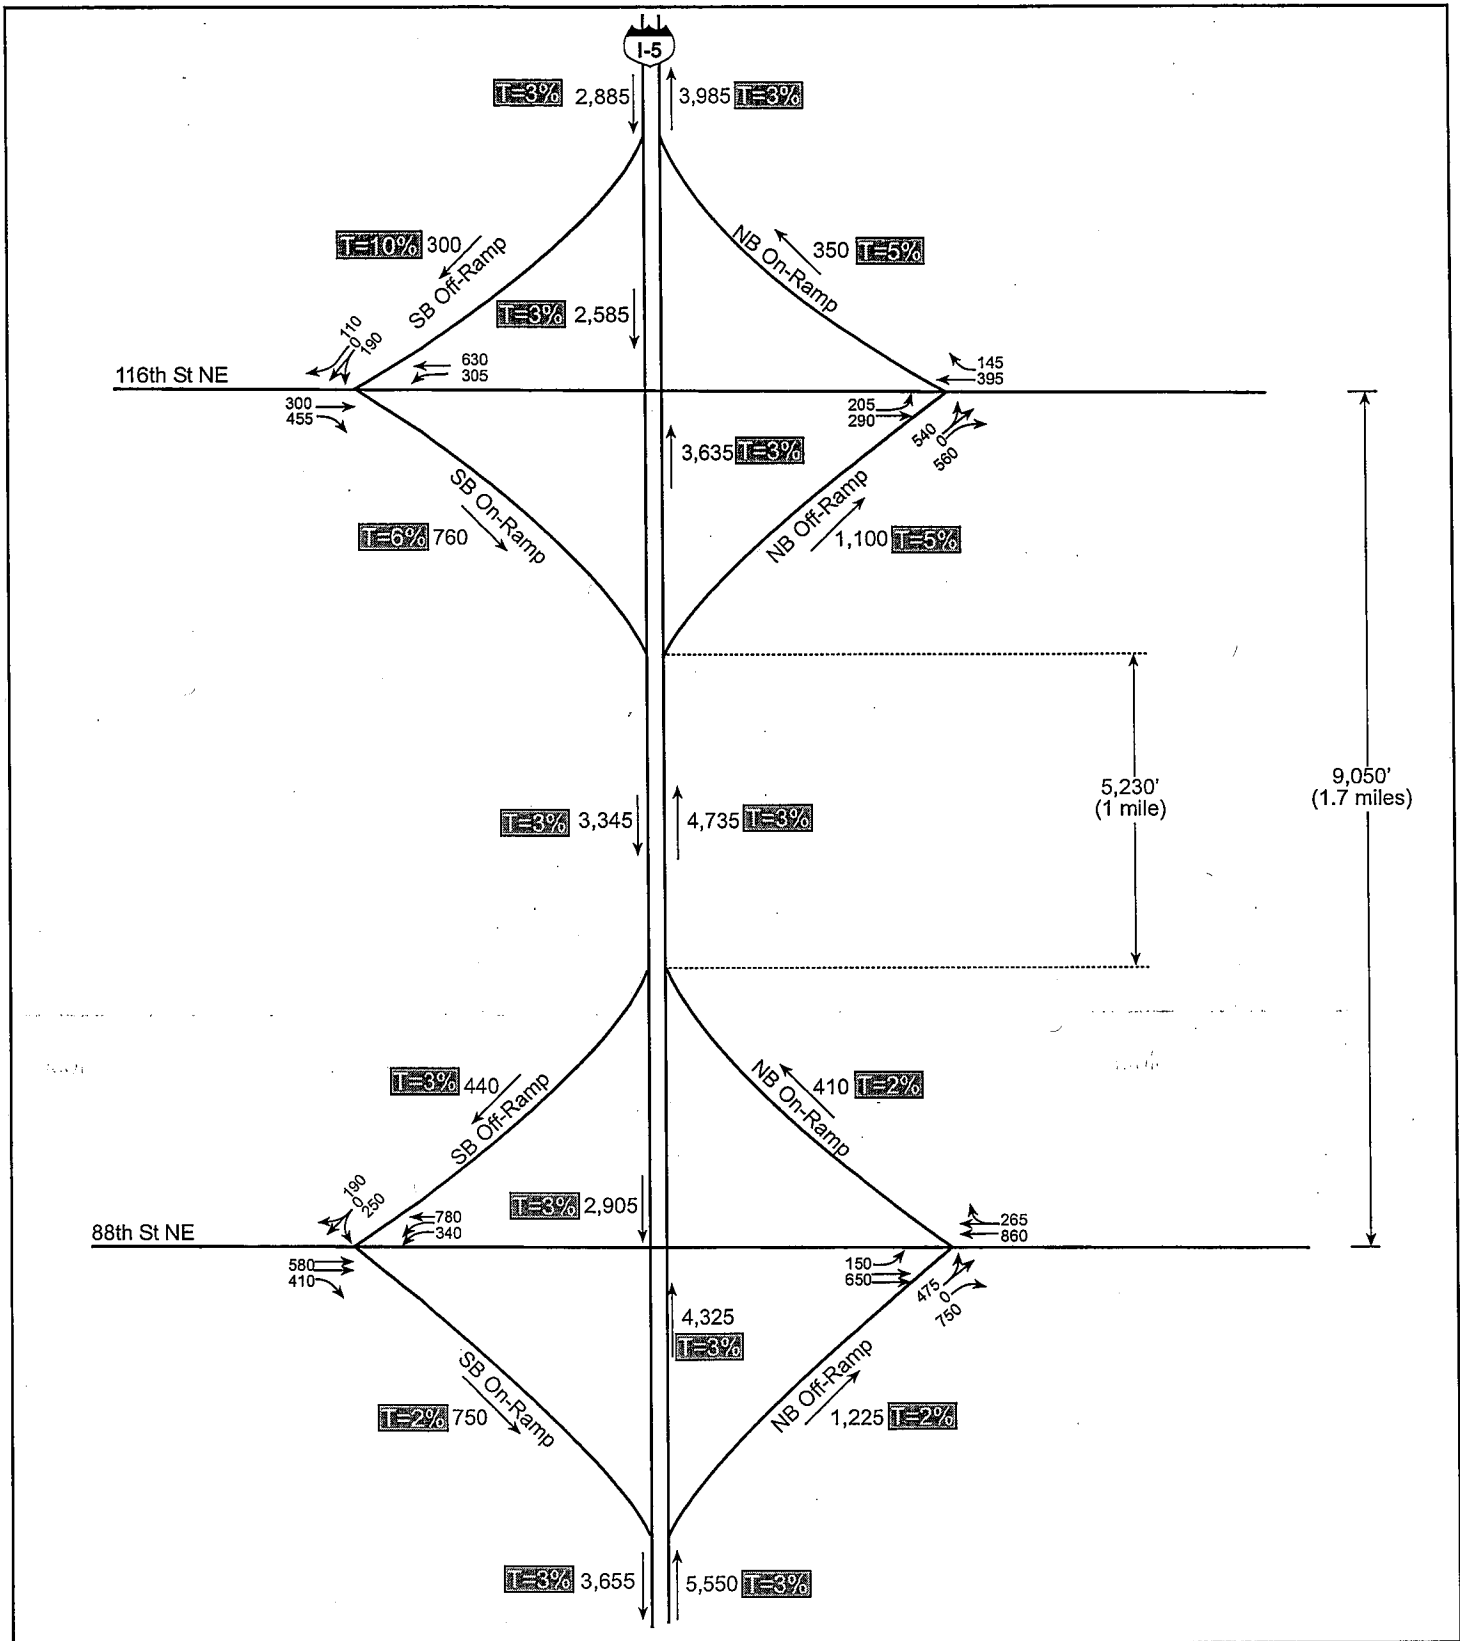 I-5
T=3% 2,885
3,985 T=3%
T=10% 300
SB Off-Ramp
NB On-Ramp
350 T=5%
T=3% 2,585
110
0
190
630
305
116th St NE
300
455
145
395
205
290
540
0
560
3,635 T=3%
SB On-Ramp
T=6% 760
NB Off-Ramp
1,100 T=5%
5,230'
(1 mile)
9,050'
(1.7 miles)
T=3% 3,345
4,735 T=3%
T=3% 440
SB Off-Ramp
NB On-Ramp
410 T=2%
T=3% 2,905
190
0
250
780
340
88th St NE
580
410
265
860
150
650
475
0
750
4,325
T=3%
SB On-Ramp
T=2% 750
NB Off-Ramp
1,225 T=2%
T=3% 3,655
5,550 T=3%